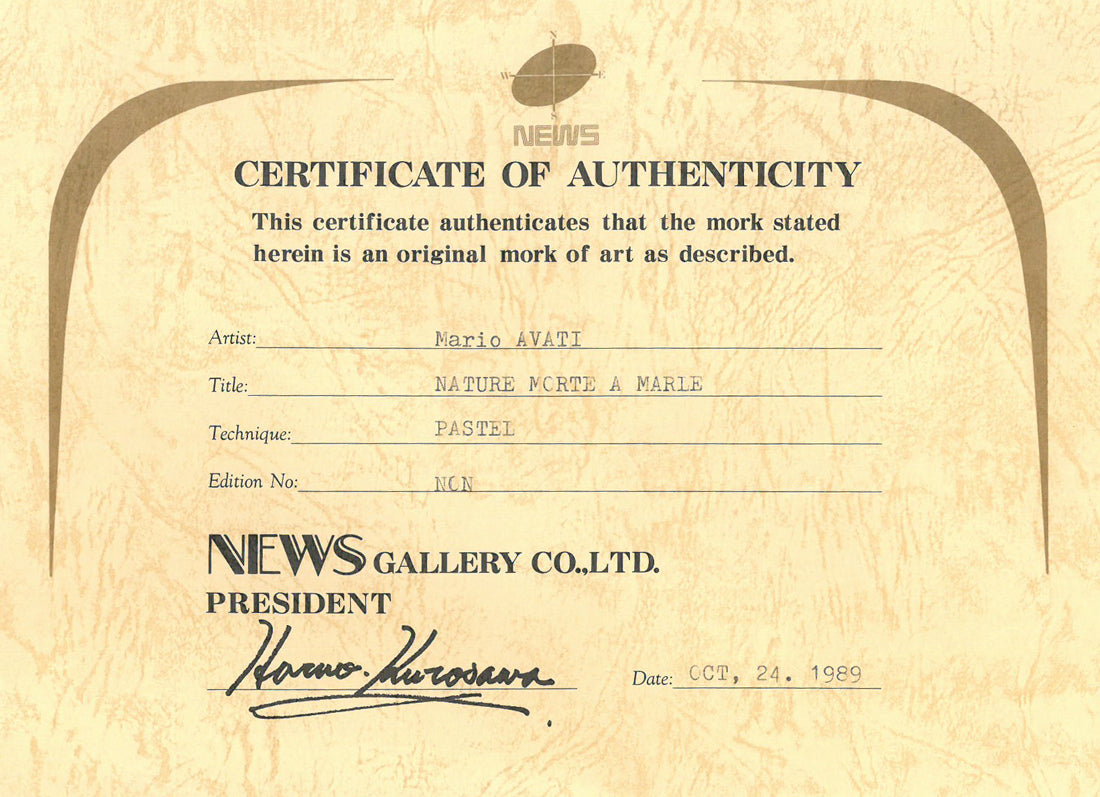 N
W E
S
NEWS
CERTIFICATE OF AUTHENTICITY
This certificate authenticates that the mork stated
herein is an original mork of art as described.
Artist: Mario AVATI
Title: NATURE MORTE A MARLE
Technique: PASTEL
Edition No: NON
NEWS GALLERY CO.,LTD.
PRESIDENT
Haruo. Kurosawa
Date: OCT, 24. 1989